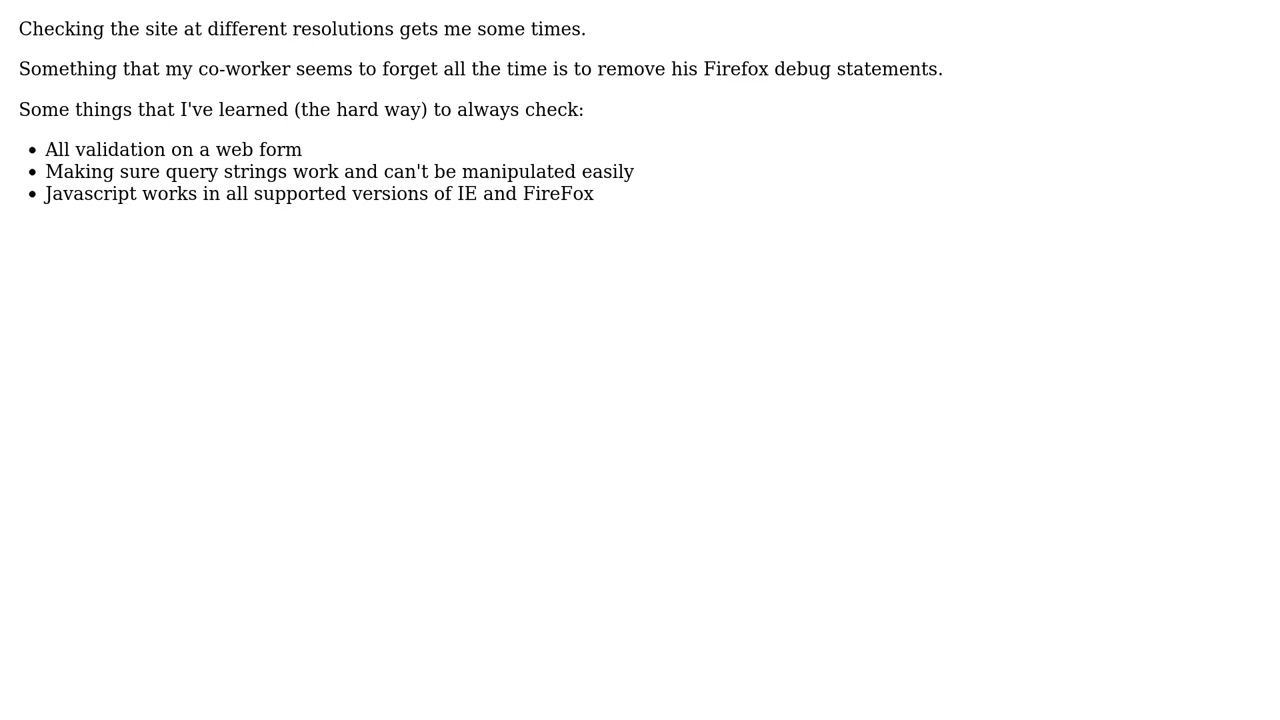 Checking the site at different resolutions gets me some times.
Something that my co-worker seems to forget all the time is to remove his Firefox debug statements.
Some things that I've learned (the hard way) to always check:
• All validation on a web form
• Making sure query strings work and can't be manipulated easily
• Javascript works in all supported versions of IE and FireFox